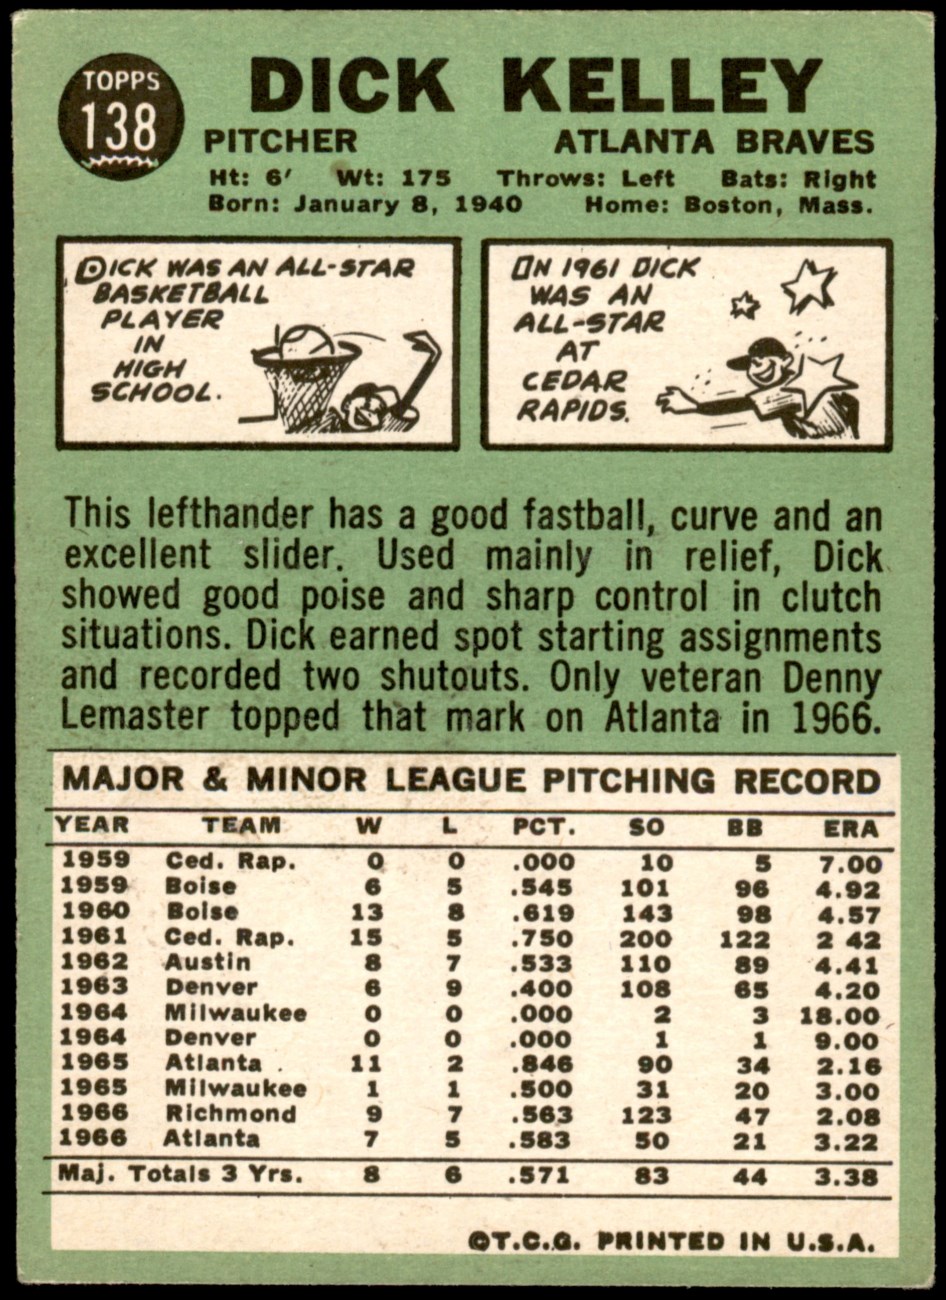 TOPPS
138
DICK KELLEY
PITCHER ATLANTA BRAVES
Ht: 6' Wt: 175 Throws: Left Bats: Right
Born: January 8, 1940 Home: Boston, Mass.
DICK WAS AN ALL-STAR
BASKETBALL
PLAYER
IN
HIGH
SCHOOL.
IN 1961 DICK
WAS AN
ALL-STAR
AT
CEDAR
RAPIDS.
This lefthander has a good fastball, curve and an
excellent slider. Used mainly in relief, Dick
showed good poise and sharp control in clutch
situations. Dick earned spot starting assignments
and recorded two shutouts. Only veteran Denny
Lemaster topped that mark on Atlanta in 1966.
MAJOR & MINOR LEAGUE PITCHING RECORD
YEAR TEAM W L PCT. SO BB ERA
1959 Ced. Rap. 0 0 .000 10 5 7.00
1959 Boise 6 5 .545 101 96 4.92
1960 Boise 13 8 .619 143 98 4.57
1961 Ced. Rap. 15 5 .750 200 122 2 42
1962 Austin 8 7 .533 110 89 4.41
1963 Denver 6 9 .400 108 65 4.20
1964 Milwaukee 0 0 .000 2 3 18.00
1964 Denver 0 0 .000 1 1 9.00
1965 Atlanta 11 2 .846 90 34 2.16
1965 Milwaukee 1 1 .500 31 20 3.00
1966 Richmond 9 7 .563 123 47 2.08
1966 Atlanta 7 5 .583 50 21 3.22
Maj. Totals 3 Yrs. 8 6 .571 83 44 3.38
©T.C.G. PRINTED IN U.S.A.